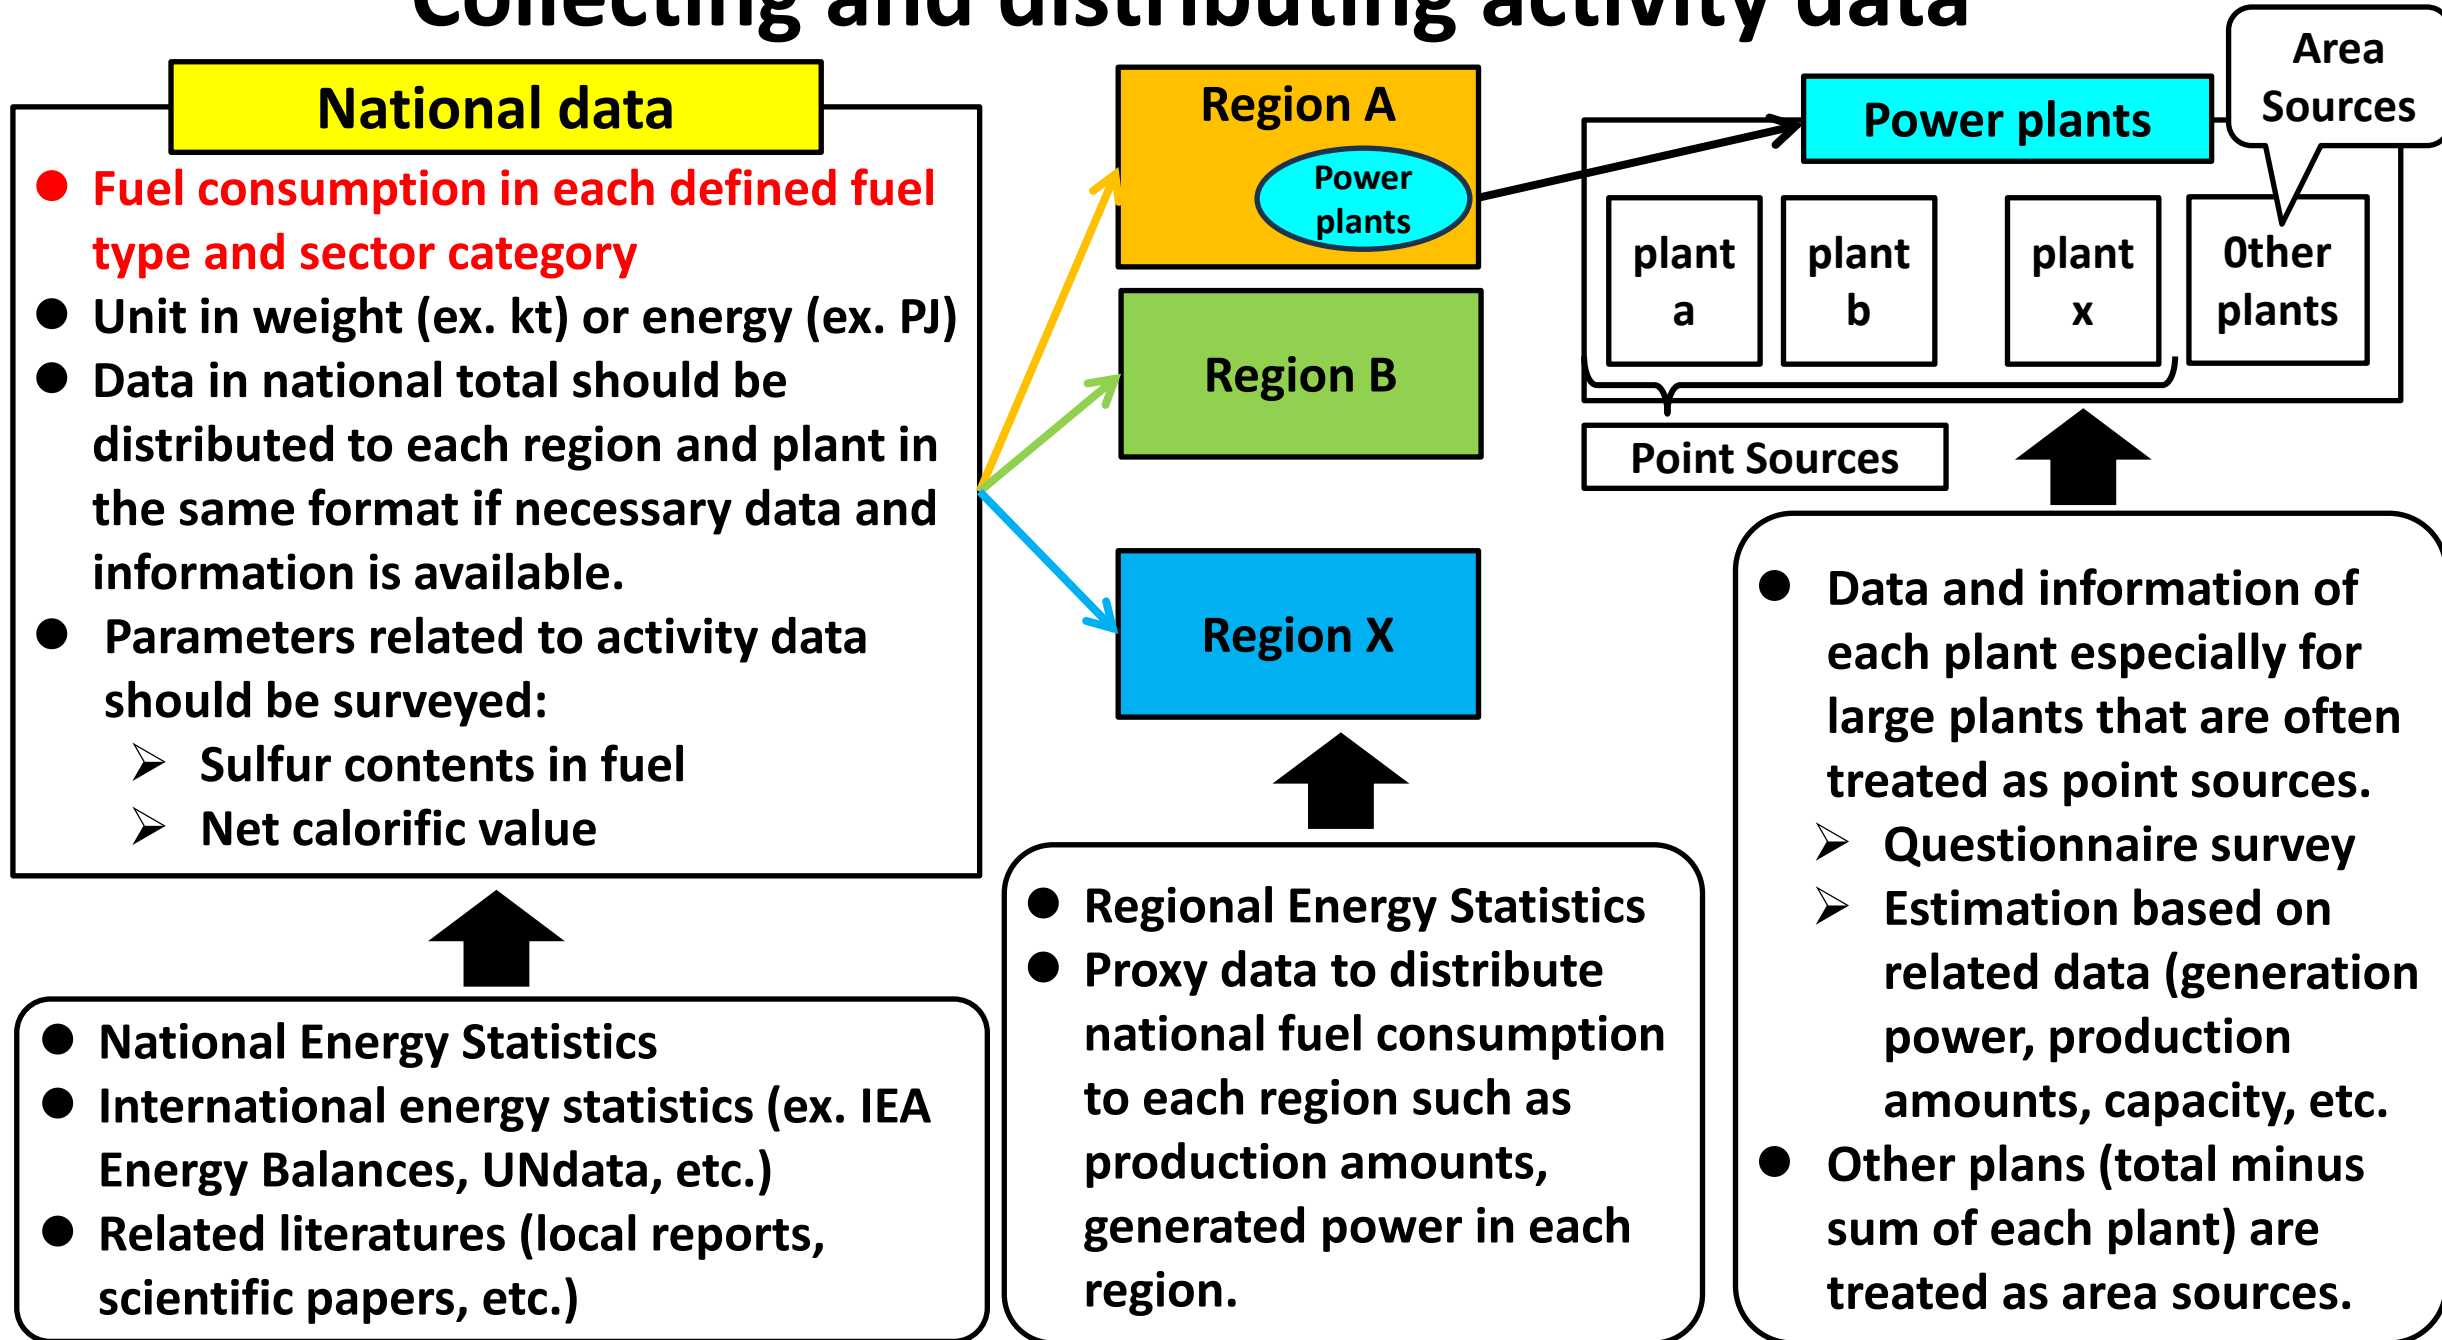 Collecting and distributing activity data
National data
● Fuel consumption in each defined fuel
type and sector category
● Unit in weight (ex. kt) or energy (ex. PJ)
● Data in national total should be
distributed to each region and plant in
the same format if necessary data and
information is available.
● Parameters related to activity data
should be surveyed:
➢ Sulfur contents in fuel
➢ Net calorific value
● National Energy Statistics
● International energy statistics (ex. IEA
Energy Balances, UNdata, etc.)
● Related literatures (local reports,
scientific papers, etc.)
Region A
Power
plants
Region B
Region X
● Regional Energy Statistics
● Proxy data to distribute
national fuel consumption
to each region such as
production amounts,
generated power in each
region.
Power plants
Area
Sources
plant
a
plant
b
plant
x
0ther
plants
Point Sources
● Data and information of
each plant especially for
large plants that are often
treated as point sources.
➢ Questionnaire survey
➢ Estimation based on
related data (generation
power, production
amounts, capacity, etc.
● Other plans (total minus
sum of each plant) are
treated as area sources.